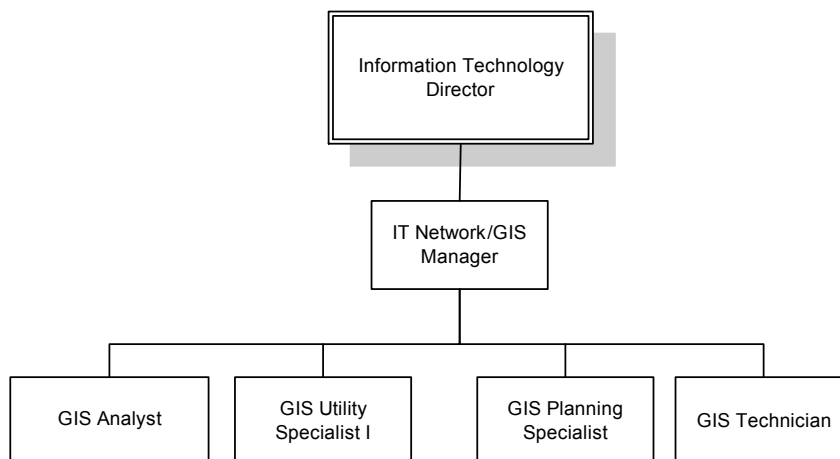 Information Technology
Director
IT Network/GIS
Manager
GIS Analyst
GIS Utility
Specialist I
GIS Planning
Specialist
GIS Technician